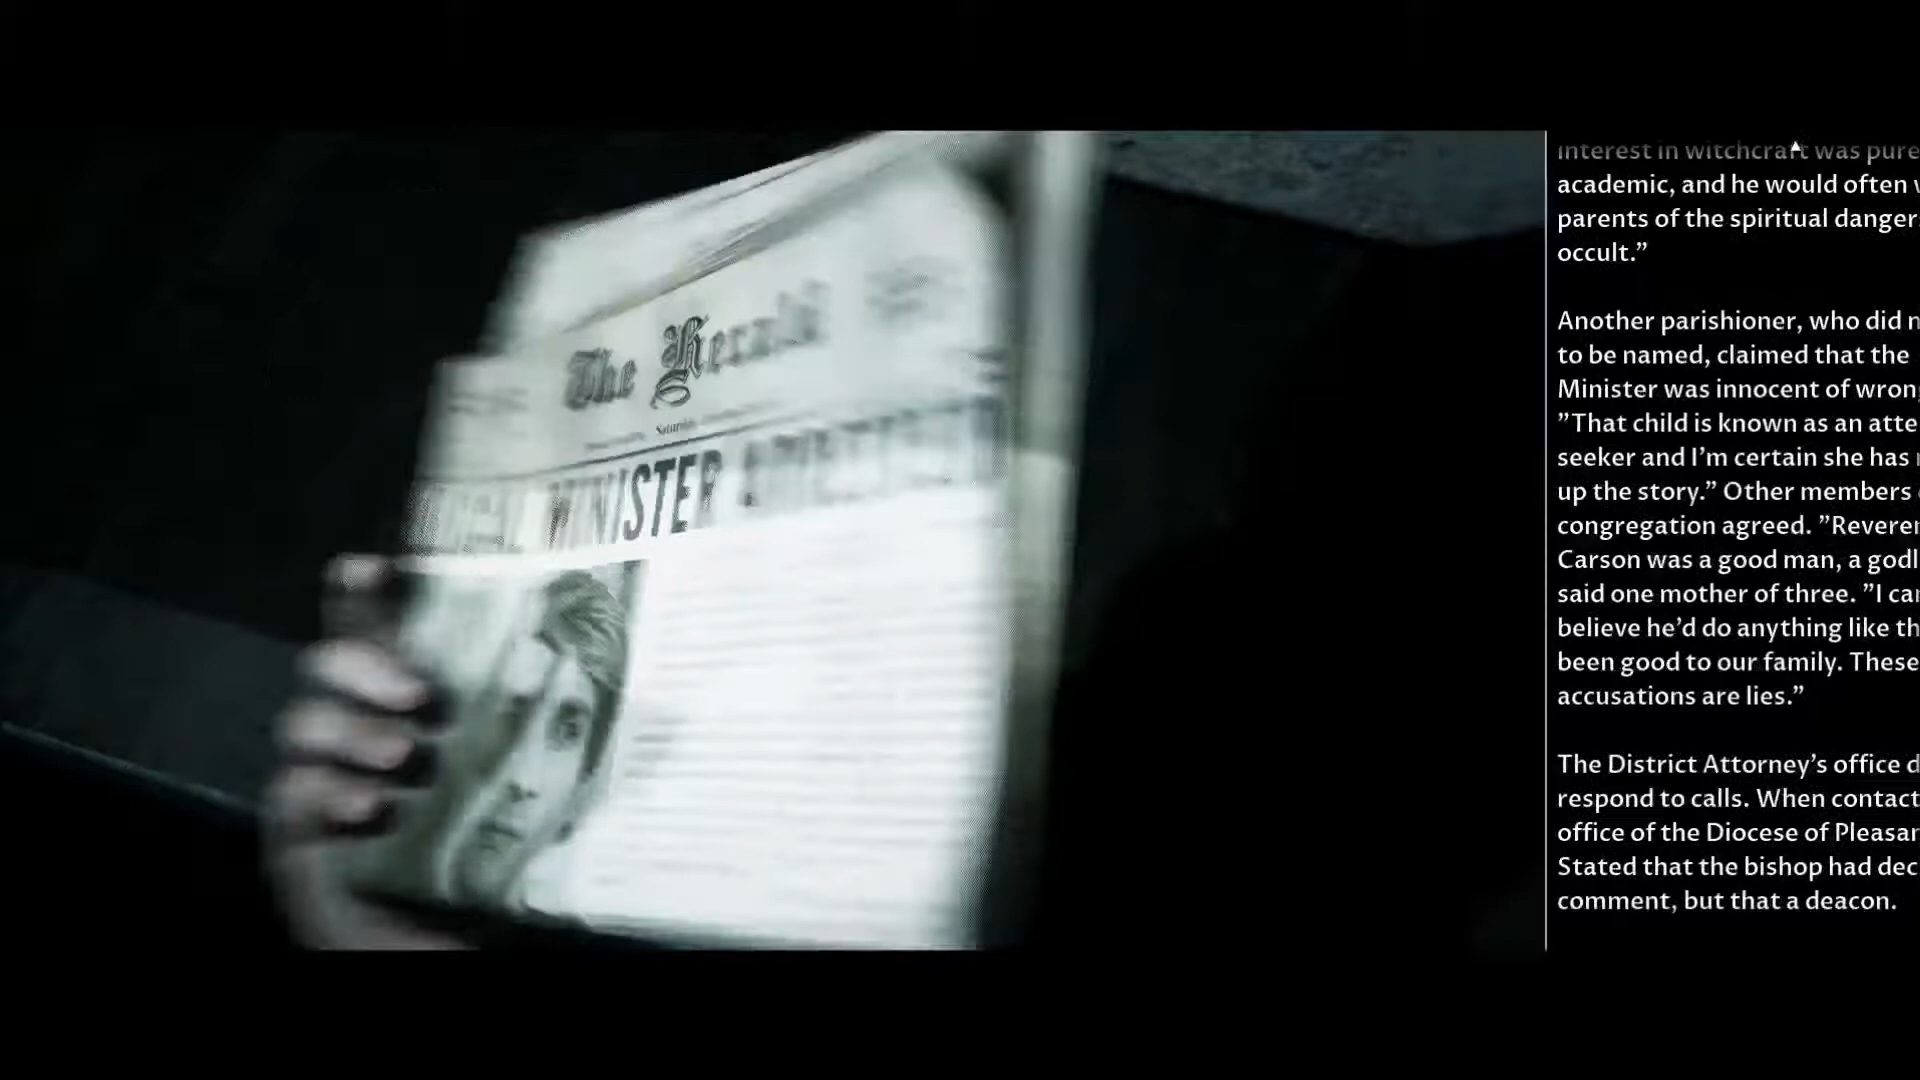 The Herald
Saturday
MINISTER
interest in witchcraft was pure
academic, and he would often
parents of the spiritual danger
occult.”
Another parishioner, who did
to be named, claimed that the
Minister was innocent of wron
”That child is known as an atte
seeker and I’m certain she has
up the story.” Other members
congregation agreed. ”Reveren
Carson was a good man, a godl
said one mother of three. ”I can
believe he’d do anything like th
been good to our family. These
accusations are lies.”
The District Attorney’s office d
respond to calls. When contact
office of the Diocese of Pleasan
Stated that the bishop had dec
comment, but that a deacon.